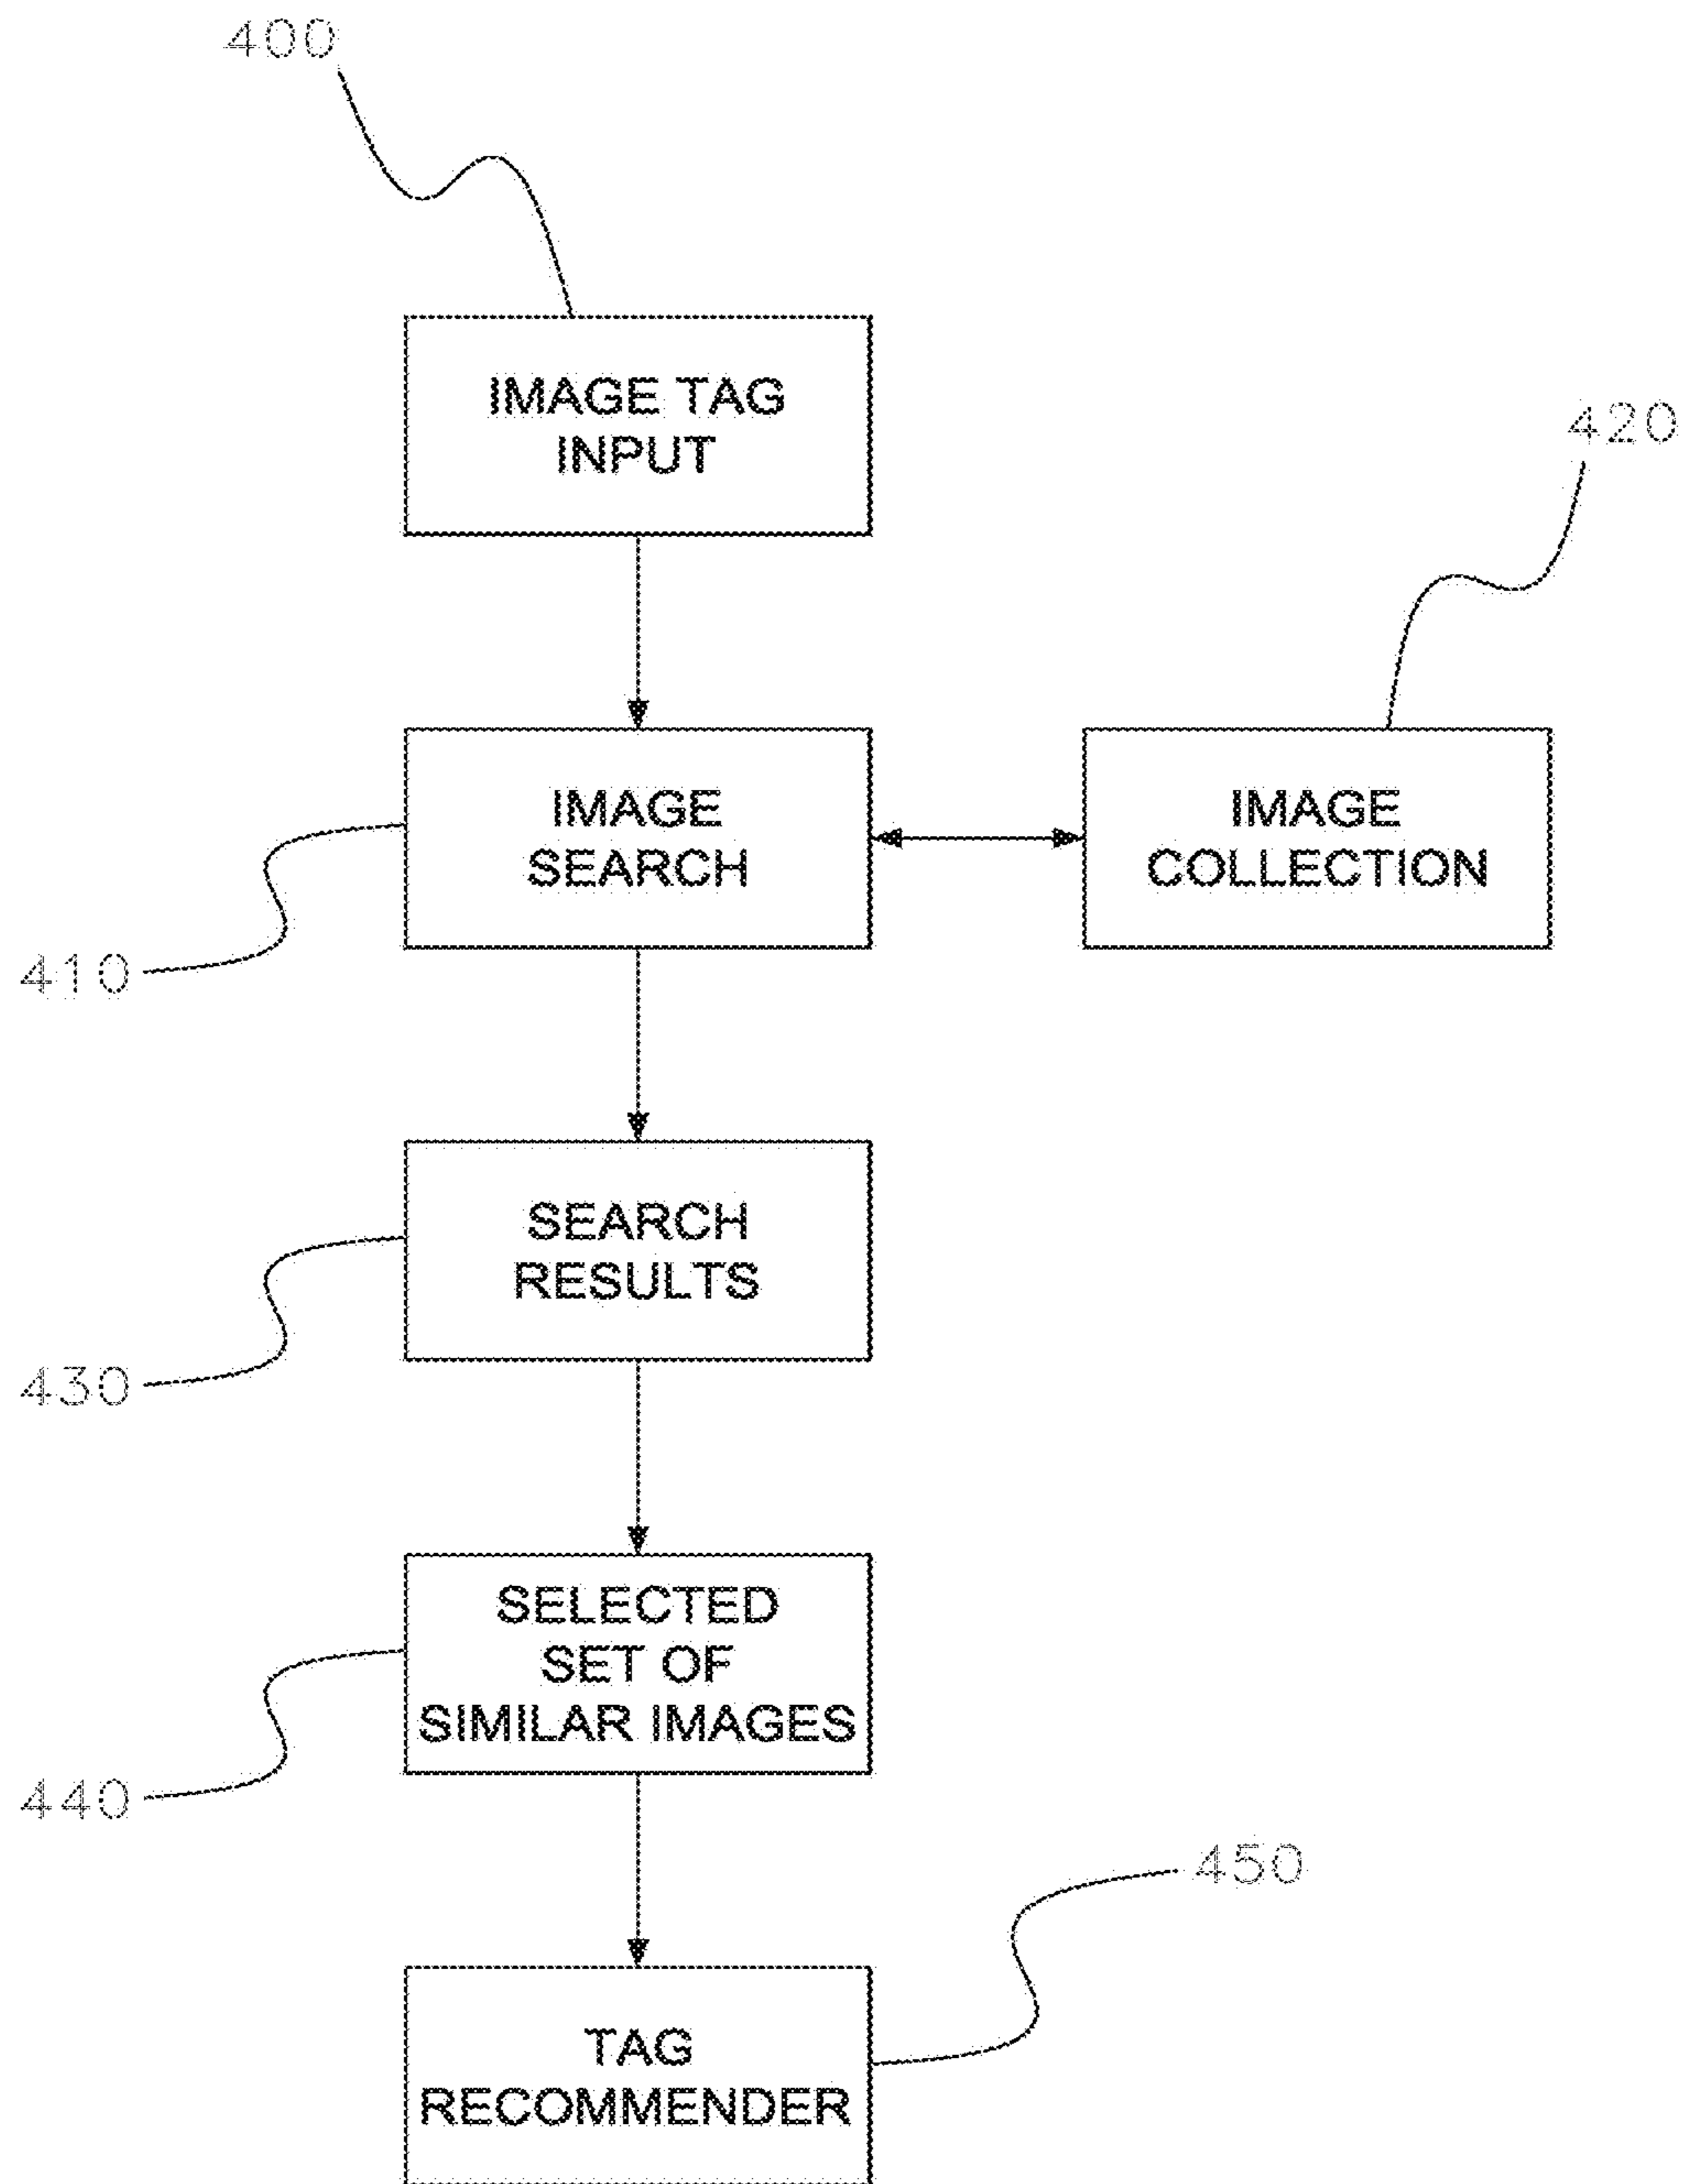 400
IMAGE TAG
INPUT
420
IMAGE
SEARCH
IMAGE
COLLECTION
410
SEARCH
RESULTS
430
SELECTED
SET OF
SIMILAR IMAGES
440
450
TAG
RECOMMENDER